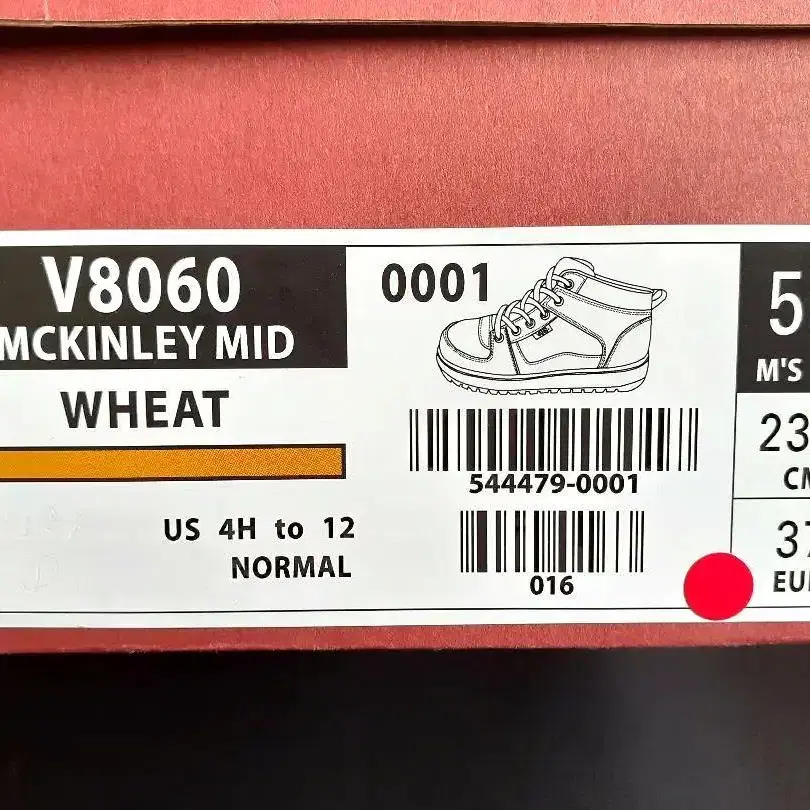 V8060
MCKINLEY MID
WHEAT
US 4H to 12
NORMAL
0001
544479-0001
016
5
M'S
23
CM
37
EU